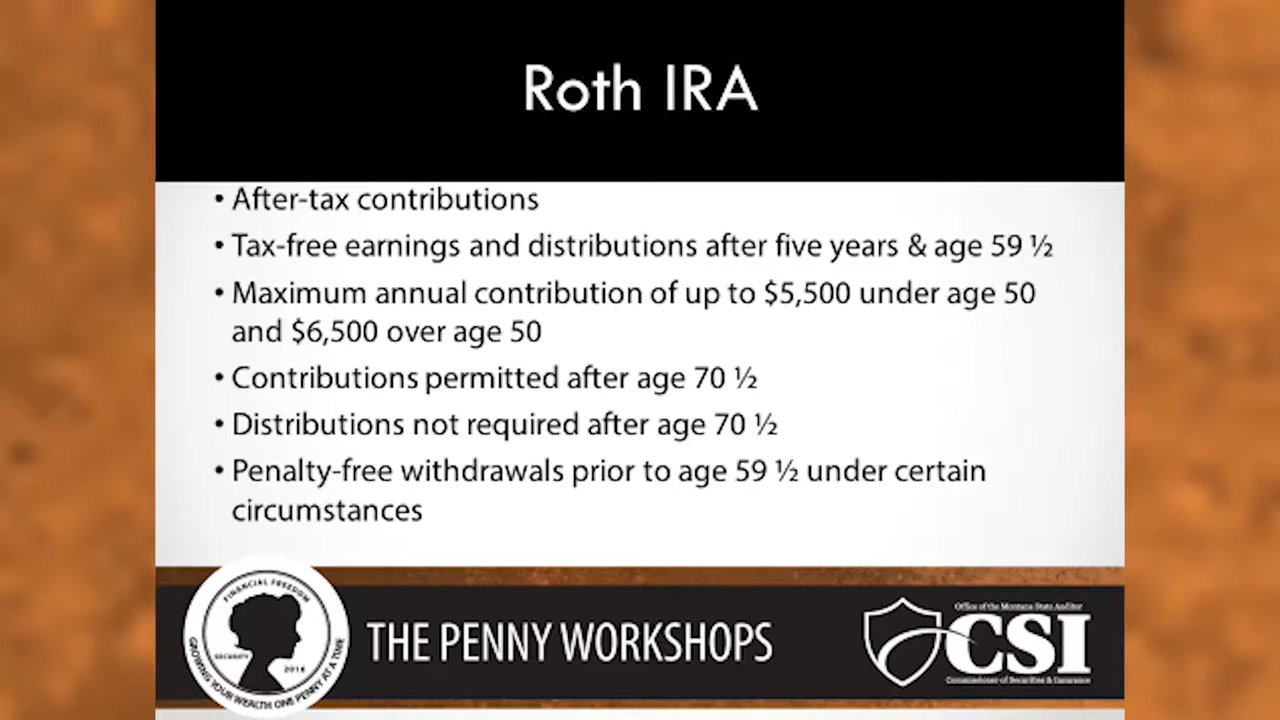 Roth IRA
• After-tax contributions
• Tax-free earnings and distributions after five years & age 59 ½
• Maximum annual contribution of up to $5,500 under age 50
and $6,500 over age 50
• Contributions permitted after age 70 ½
• Distributions not required after age 70 ½
• Penalty-free withdrawals prior to age 59 ½ under certain
circumstances
FINANCIAL FREEDOM
SECURITY
2016
GROWING YOUR WEALTH ONE PENNY AT A TIME
THE PENNY WORKSHOPS
Office of the Montana State Auditor
CSI
Commissioner of Securities & Insurance